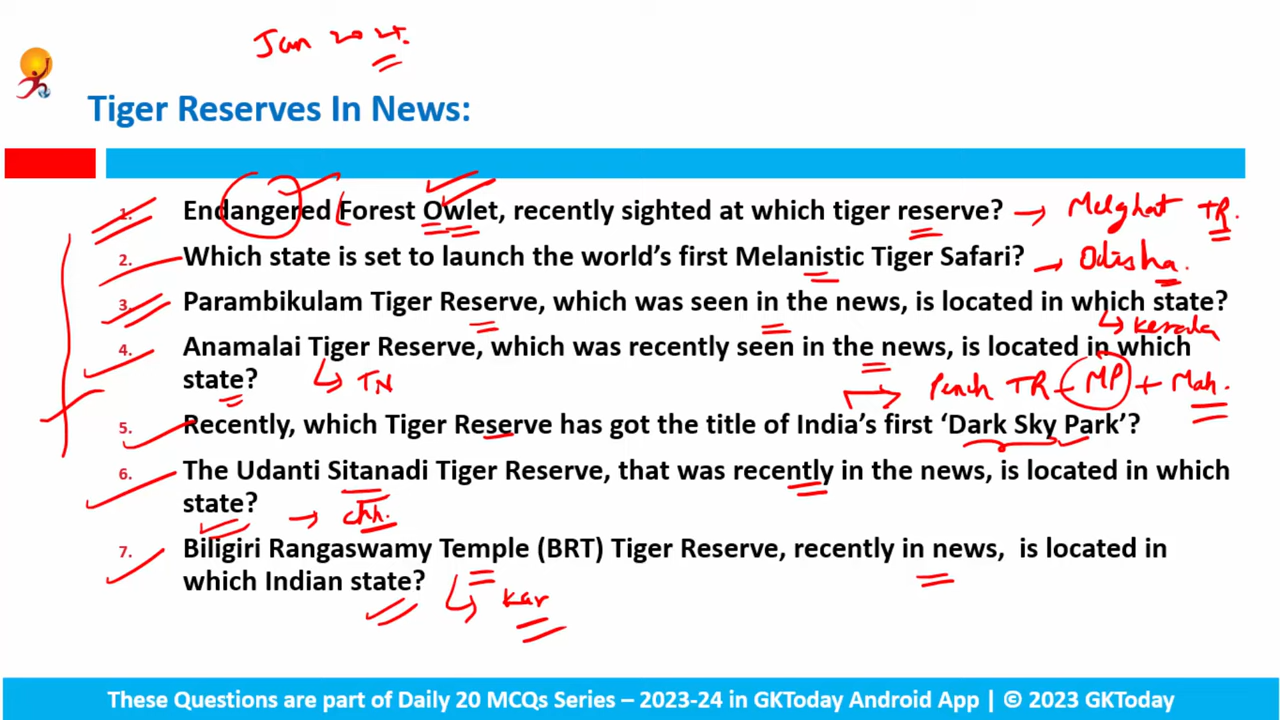 Jan 2024.
Tiger Reserves In News:
1. Endangered Forest Owlet, recently sighted at which tiger reserve? → Melghat TR.
2. Which state is set to launch the world's first Melanistic Tiger Safari? → Odisha.
3. Parambikulam Tiger Reserve, which was seen in the news, is located in which state?
Kerala
4. Anamalai Tiger Reserve, which was recently seen in the news, is located in which
state? TN Pench TR - MP + Mah.
5. Recently, which Tiger Reserve has got the title of India's first ‘Dark Sky Park’?
6. The Udanti Sitanadi Tiger Reserve, that was recently in the news, is located in which
state? → chh.
7. Biligiri Rangaswamy Temple (BRT) Tiger Reserve, recently in news, is located in
which Indian state? Kar
These Questions are part of Daily 20 MCQs Series – 2023-24 in GKToday Android App | © 2023 GKToday